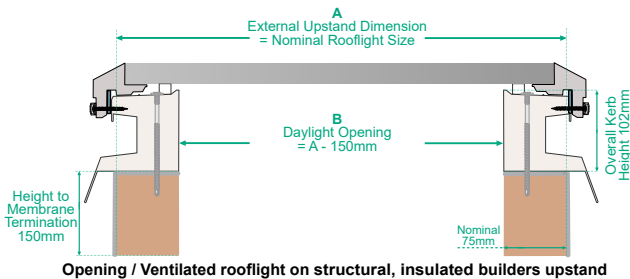 A
External Upstand Dimension
= Nominal Rooflight Size
B
Daylight Opening
= A - 150mm
Overall Kerb
Height 102mm
Height to
Membrane
Termination
150mm
Nominal
75mm
Opening / Ventilated rooflight on structural, insulated builders upstand